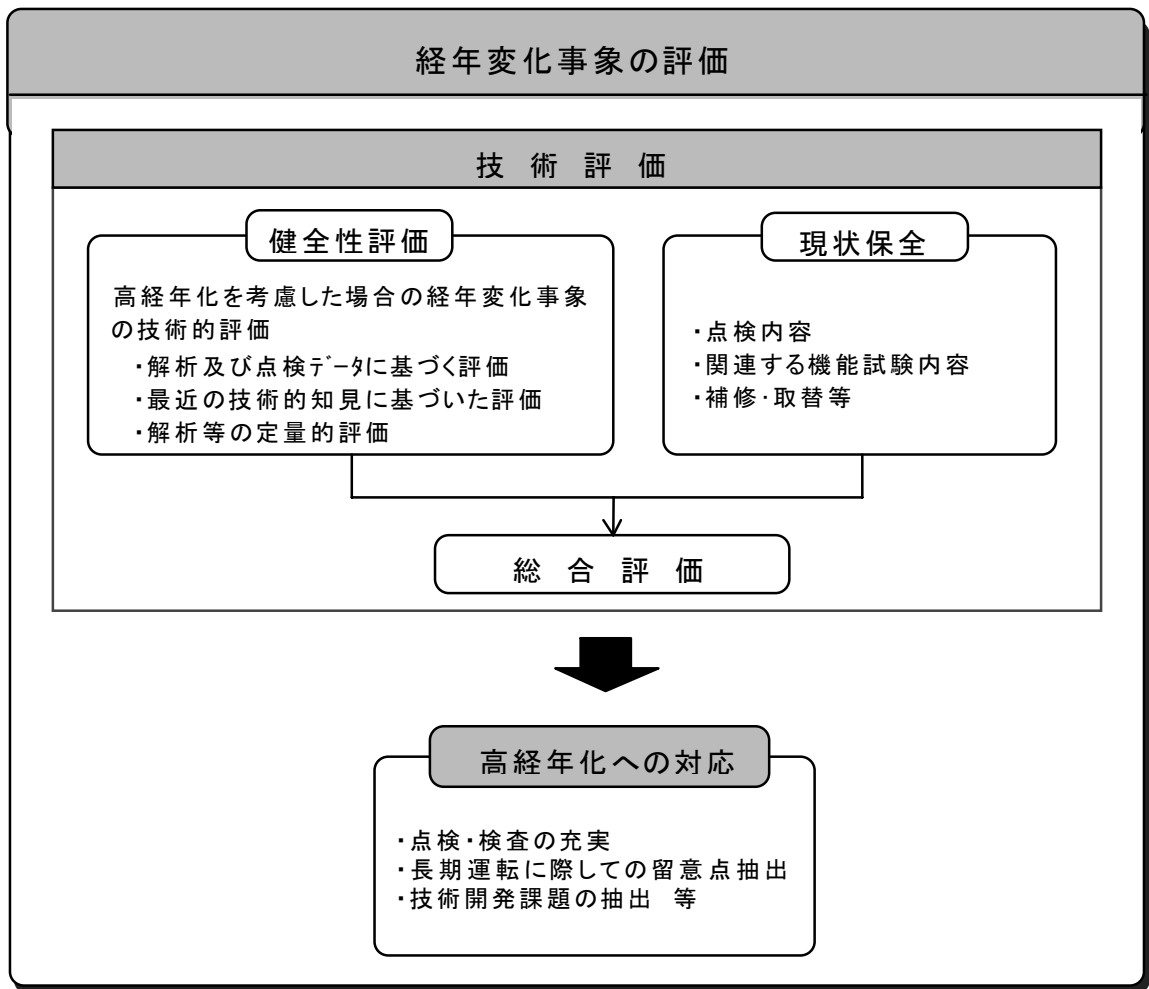 経年変化事象の評価
技 術 評 価
健全性評価
高経年化を考慮した場合の経年変化事象
の技術的評価
・解析及び点検ﾃﾞｰﾀに基づく評価
・最近の技術的知見に基づいた評価
・解析等の定量的評価
現状保全
・点検内容
・関連する機能試験内容
・補修・取替等
総 合 評 価
高経年化への対応
・点検・検査の充実
・長期運転に際しての留意点抽出
・技術開発課題の抽出 等